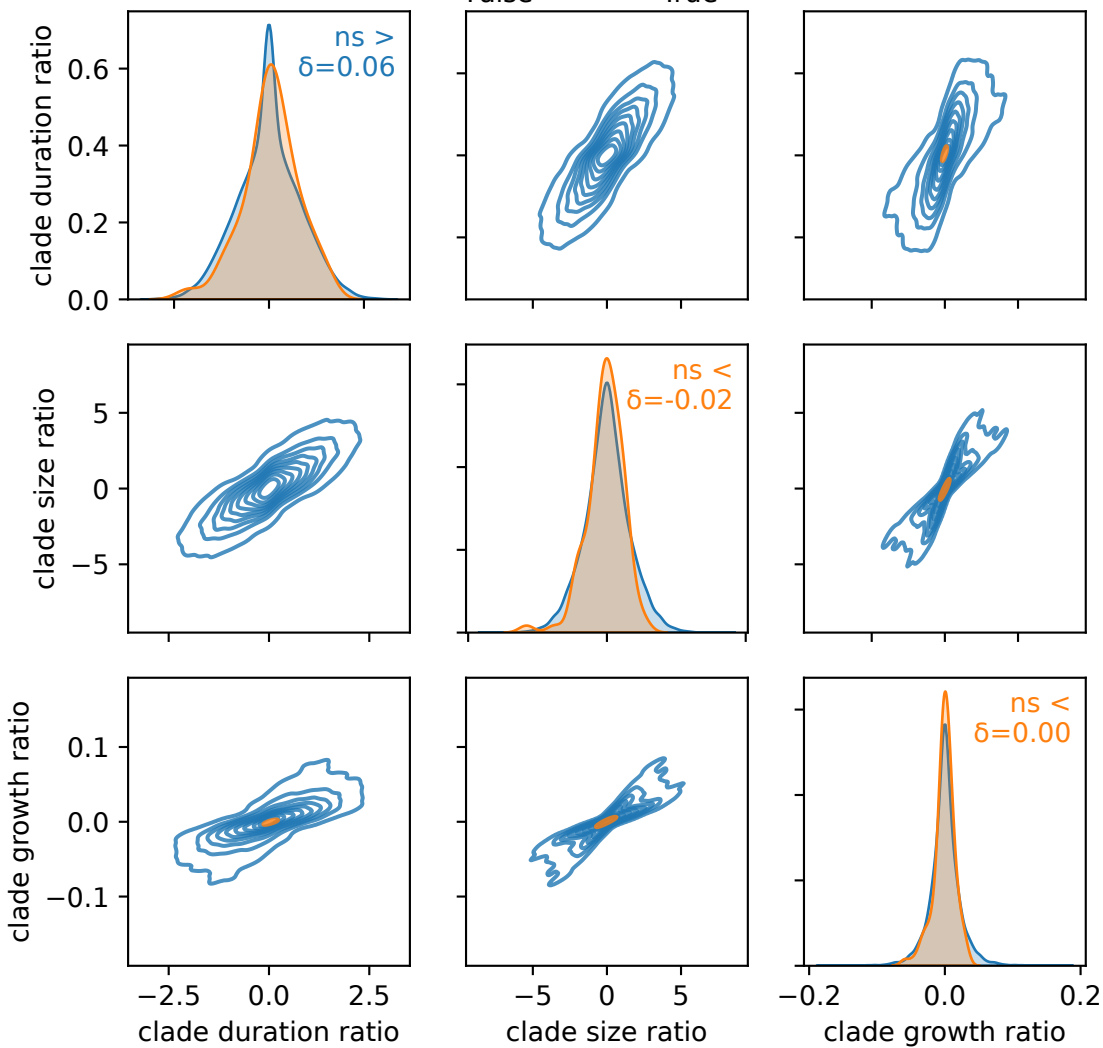 clade duration ratio
0.6
0.4
0.2
0.0
ns >
δ=0.06
clade size ratio
5
0
−5
ns <
δ=-0.02
clade growth ratio
0.1
0.0
−0.1
ns <
δ=0.00
−2.5 0.0 2.5
clade duration ratio
−5 0 5
clade size ratio
−0.2 0.0 0.2
clade growth ratio